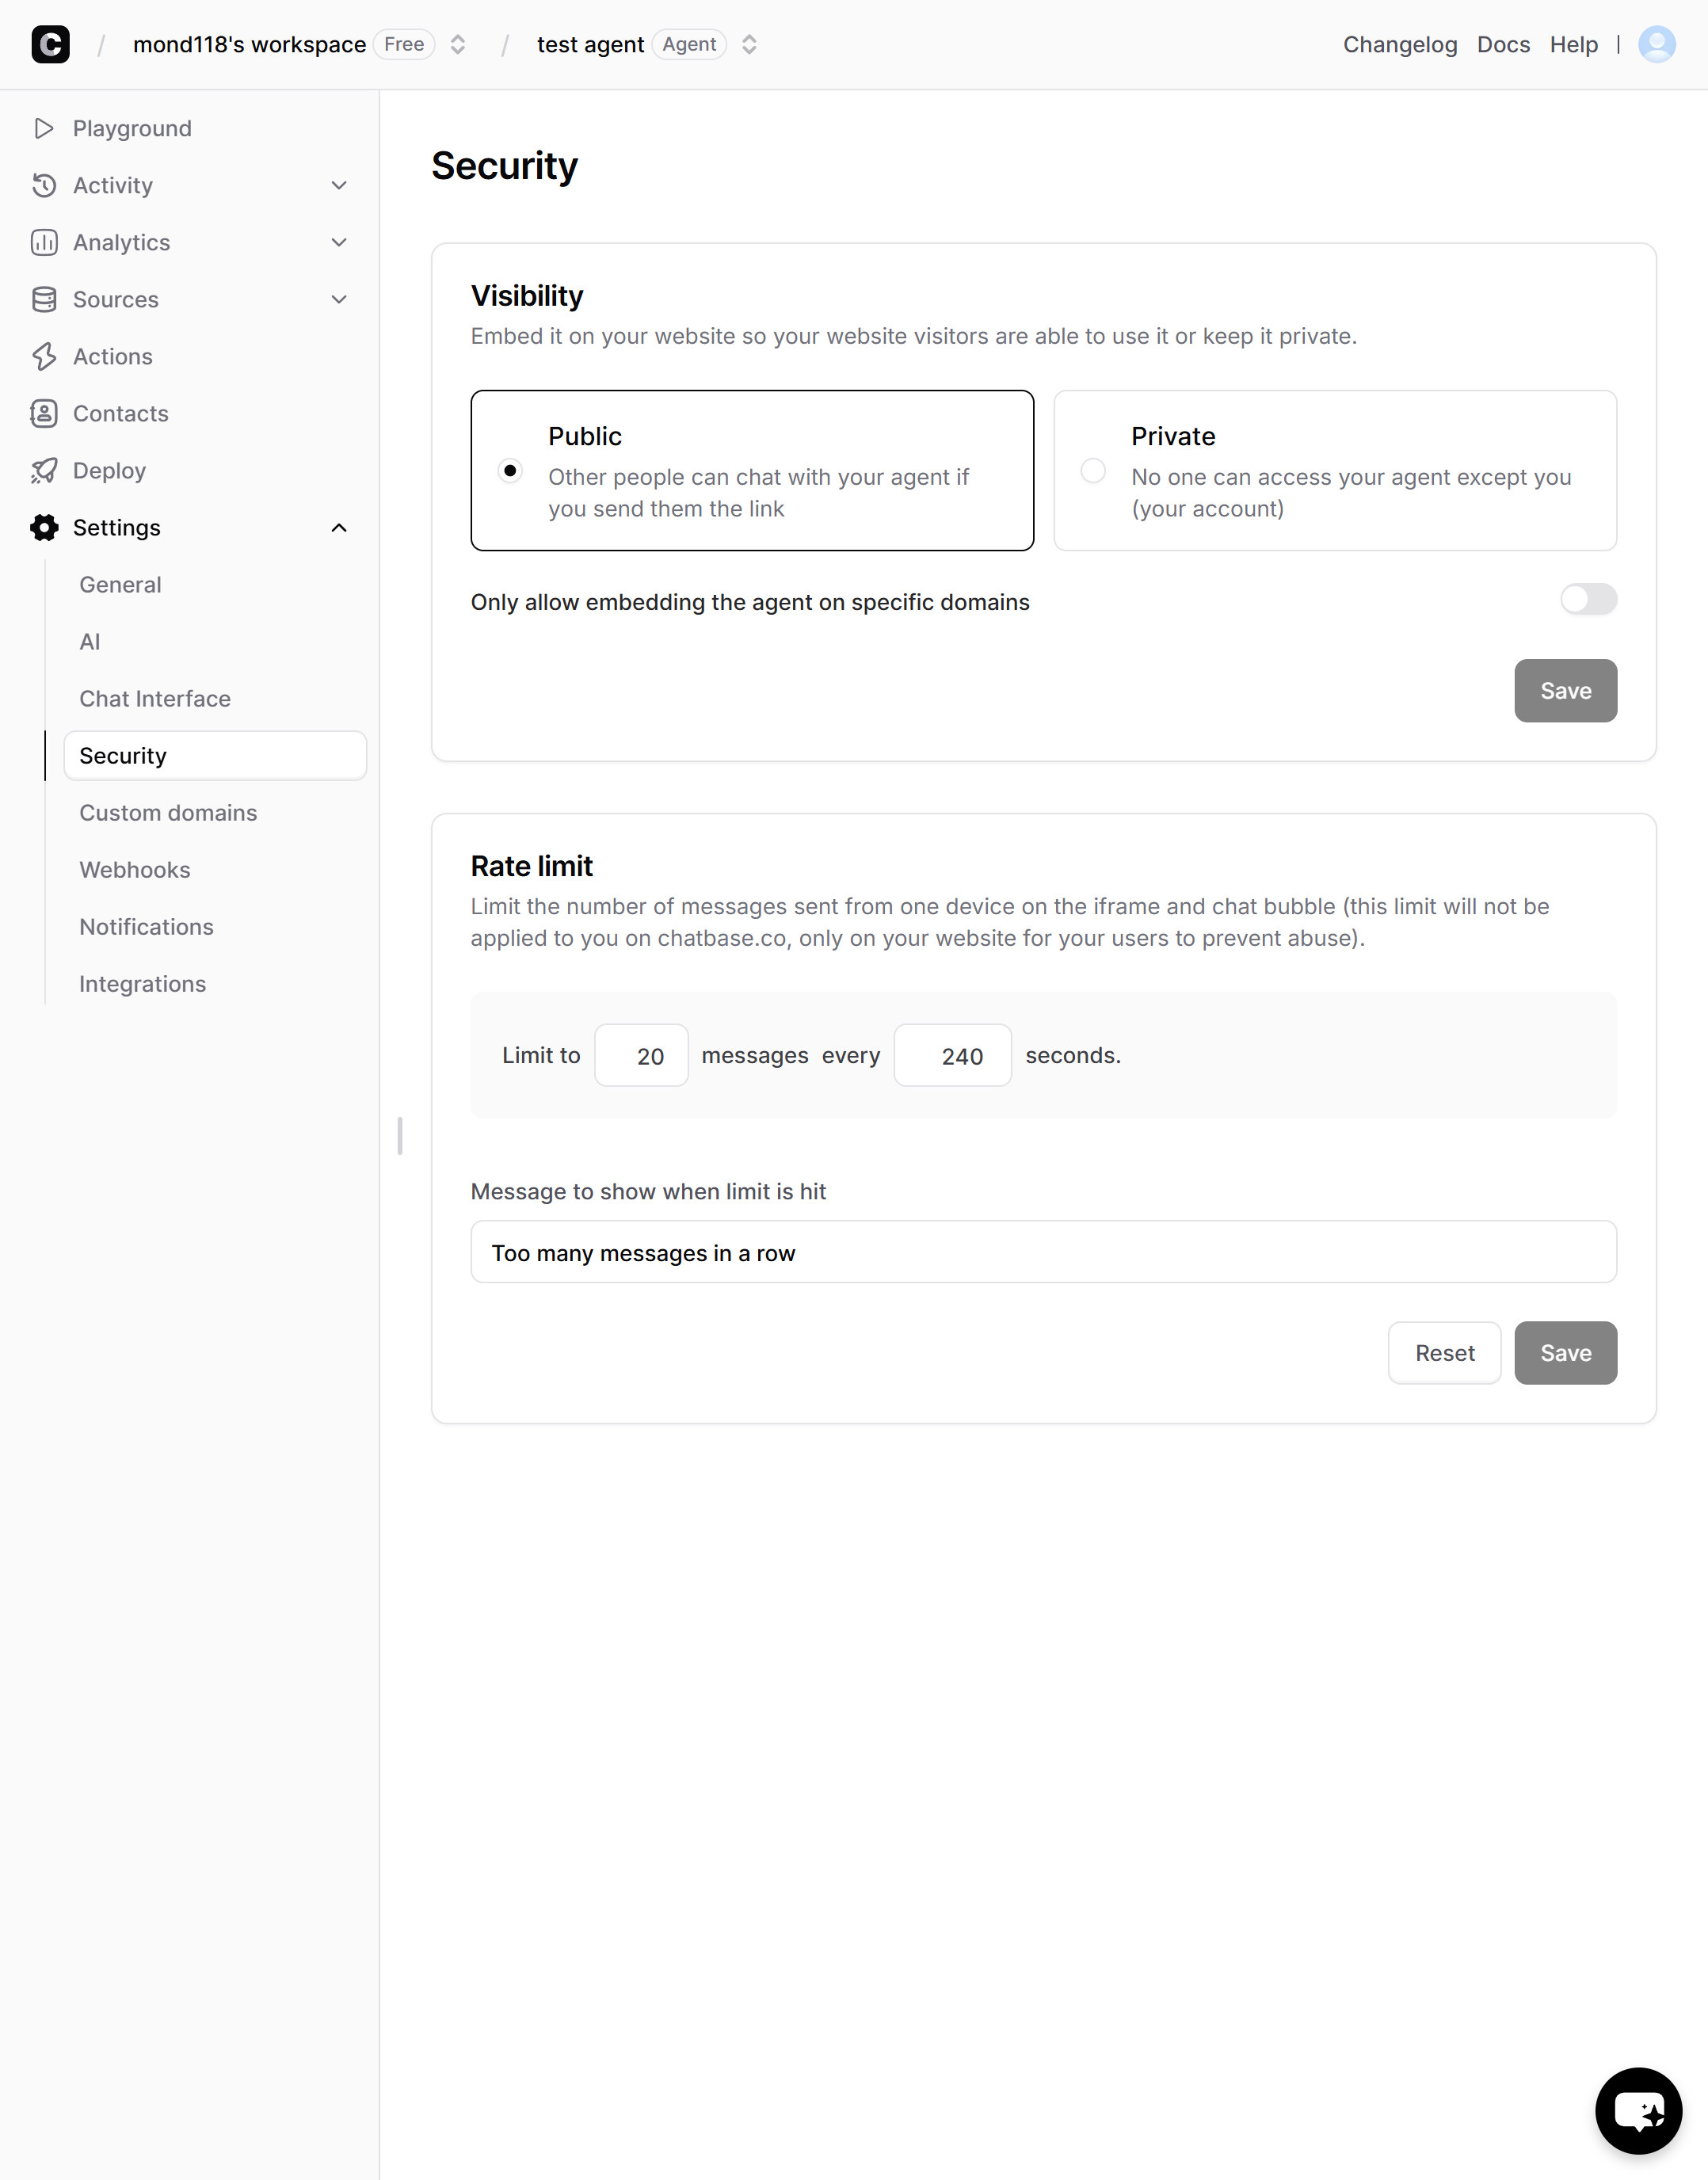 C / mond118's workspace Free / test agent Agent Changelog Docs Help |
Playground
Activity
Analytics
Sources
Actions
Contacts
Deploy
Settings
General
AI
Chat Interface
Security
Custom domains
Webhooks
Notifications
Integrations
Security
Visibility
Embed it on your website so your website visitors are able to use it or keep it private.
Public
Other people can chat with your agent if
you send them the link
Private
No one can access your agent except you
(your account)
Only allow embedding the agent on specific domains
Save
Rate limit
Limit the number of messages sent from one device on the iframe and chat bubble (this limit will not be
applied to you on chatbase.co, only on your website for your users to prevent abuse).
Limit to 20 messages every 240 seconds.
Message to show when limit is hit
Too many messages in a row
Reset Save